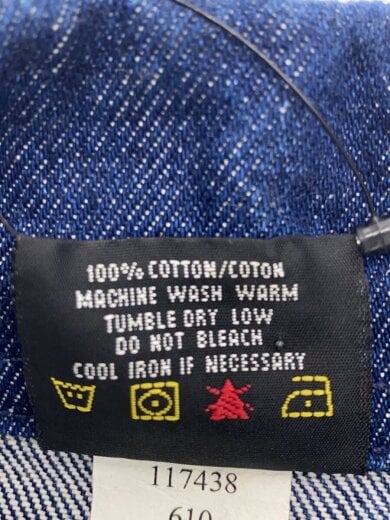 100% COTTON/COTON
MACHINE WASH WARM
TUMBLE DRY LOW
DO NOT BLEACH
COOL IRON IF NECESSARY
117438
610